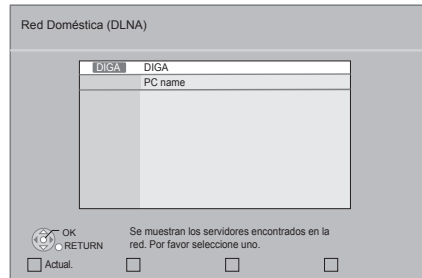 Red Doméstica (DLNA)
DIGA DIGA
PC name
OK
RETURN
Se muestran los servidores encontrados en la
red. Por favor seleccione uno.
Actual.